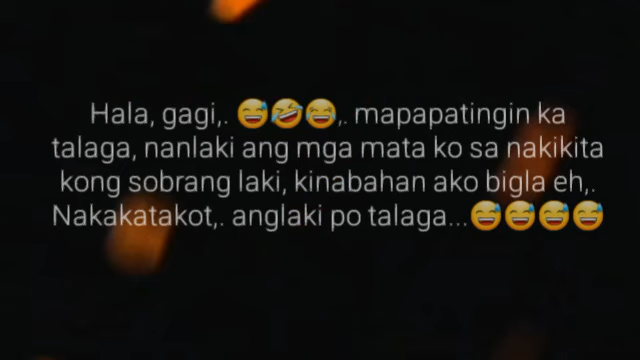 Hala, gagi,. 😅🤣😂,. mapapatingin ka
talaga, nanlaki ang mga mata ko sa nakikita
kong sobrang laki, kinabahan ako bigla eh,.
Nakakatakot,. anglaki po talaga...😅😅😅😅